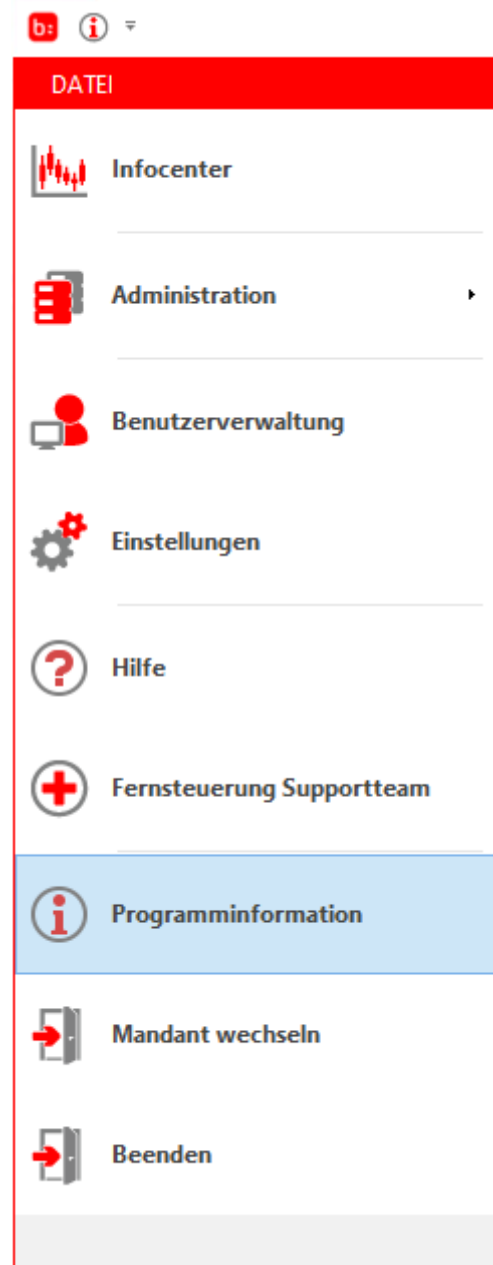 b:
DATEI
Infocenter
Administration
Benutzerverwaltung
Einstellungen
Hilfe
Fernsteuerung Supportteam
Programminformation
Mandant wechseln
Beenden